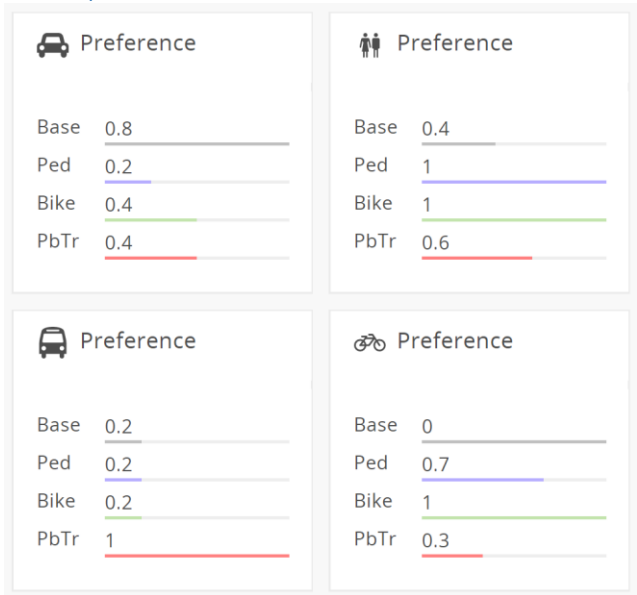 Preference
Base 0.8
Ped 0.2
Bike 0.4
PbTr 0.4
Preference
Base 0.4
Ped 1
Bike 1
PbTr 0.6
Preference
Base 0.2
Ped 0.2
Bike 0.2
PbTr 1
Preference
Base 0
Ped 0.7
Bike 1
PbTr 0.3